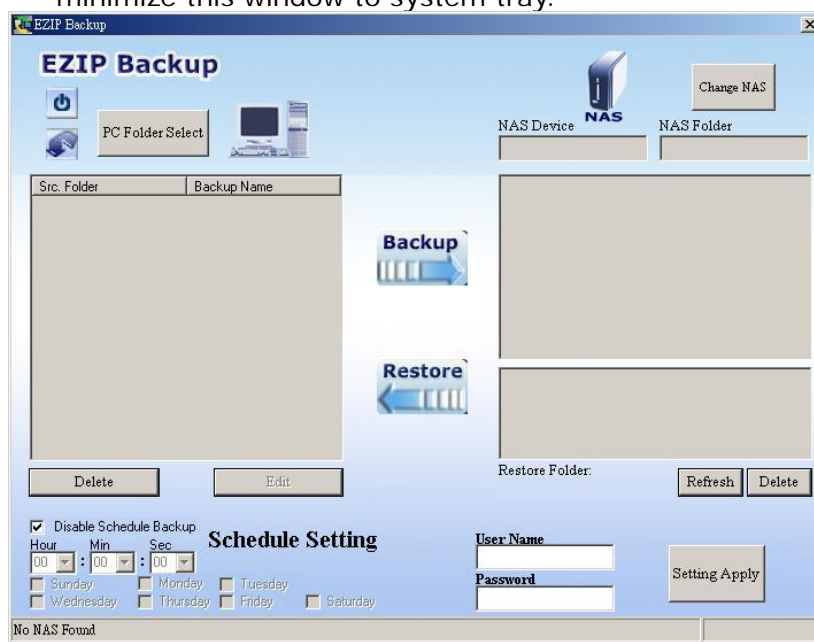 minimize this window to system tray.
EZIP Backup
EZIP Backup
PC Folder Select
NAS
Change NAS
NAS Device
NAS Folder
Src. Folder
Backup Name
Backup
Restore
Restore Folder:
Delete
Edit
Refresh
Delete
Disable Schedule Backup
Hour
Min
Sec
Schedule Setting
00 : 00 : 00
Sunday
Monday
Tuesday
Wednesday
Thursday
Friday
Saturday
User Name
Password
Setting Apply
No NAS Found